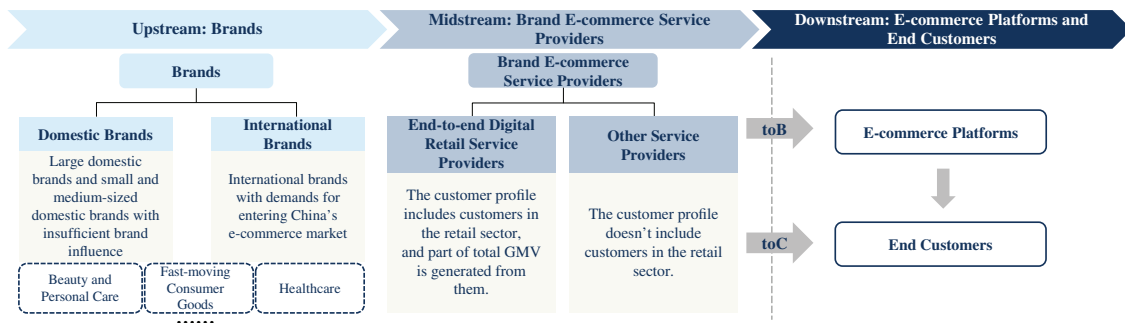 Upstream: Brands
Midstream: Brand E-commerce Service
Providers
Downstream: E-commerce Platforms and
End Customers
Brands
Brand E-commerce
Service Providers
Domestic Brands
International
Brands
Large domestic
brands and small and
medium-sized
domestic brands with
insufficient brand
influence
International brands
with demands for
entering China's
e-commerce market
Beauty and
Personal Care
Fast-moving
Consumer
Goods
Healthcare
......
End-to-end Digital
Retail Service
Providers
Other Service
Providers
The customer profile
includes customers in
the retail sector,
and part of total GMV
is generated from
them.
The customer profile
doesn't include
customers in the retail
sector.
toB
E-commerce Platforms
toC
End Customers